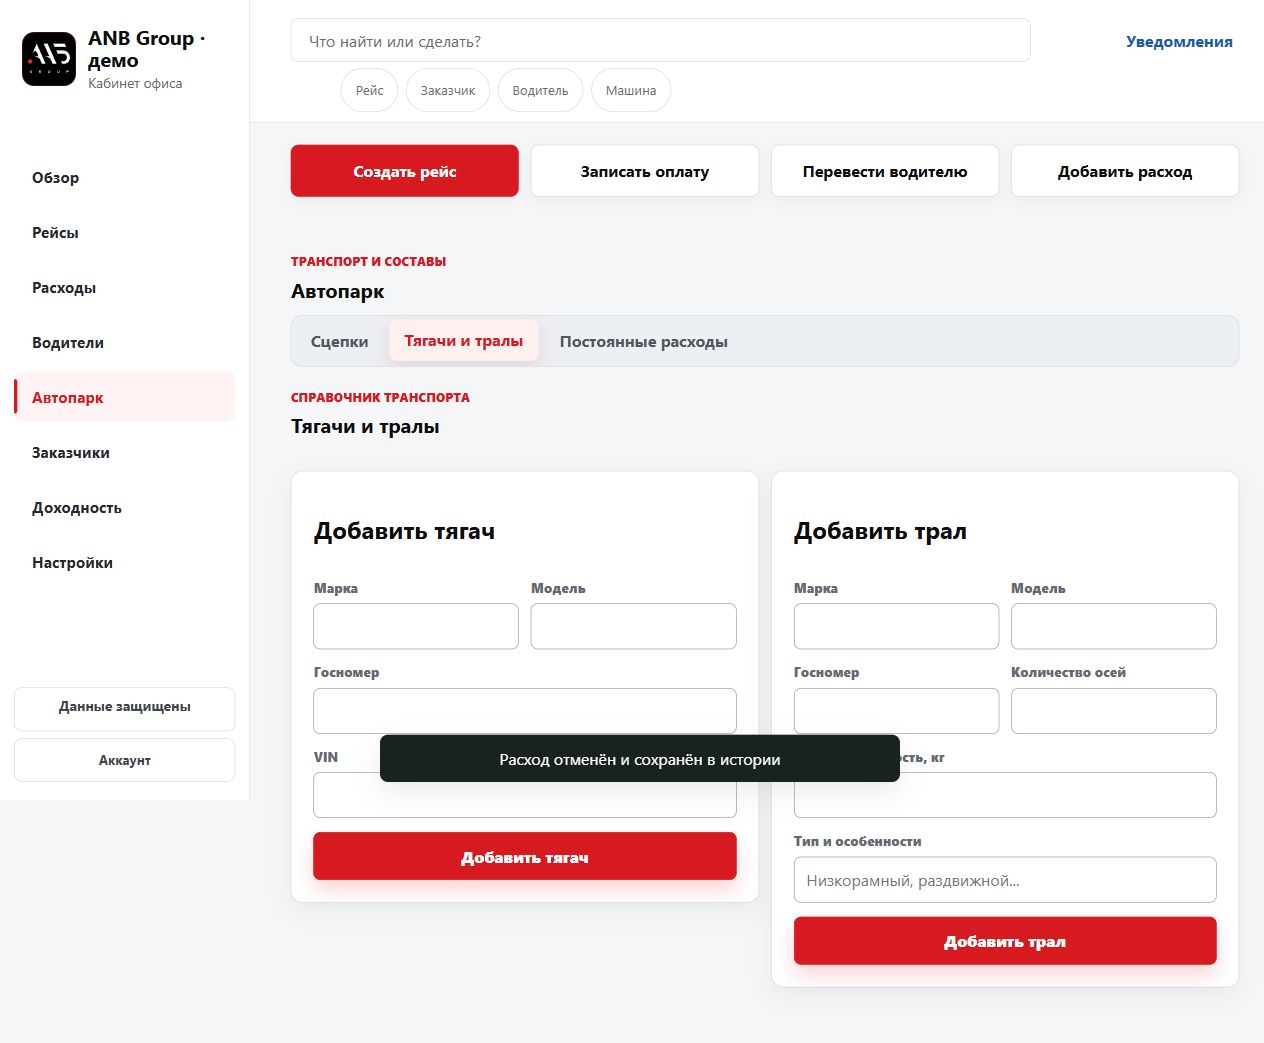 ANB Group ·
демо
Кабинет офиса
Что найти или сделать?
Уведомления
Рейс
Заказчик
Водитель
Машина
Создать рейс
Записать оплату
Перевести водителю
Добавить расход
Обзор
Рейсы
Расходы
Водители
Автопарк
Заказчики
Доходность
Настройки
Данные защищены
Аккаунт
ТРАНСПОРТ И СОСТАВЫ
Автопарк
Сцепки
Тягачи и тралы
Постоянные расходы
СПРАВОЧНИК ТРАНСПОРТА
Тягачи и тралы
Добавить тягач
Марка
Модель
Госномер
VIN
Добавить тягач
Добавить трал
Марка
Модель
Госномер
Количество осей
кг
Тип и особенности
Низкорамный, раздвижной...
Добавить трал
Расход отменён и сохранён в истории